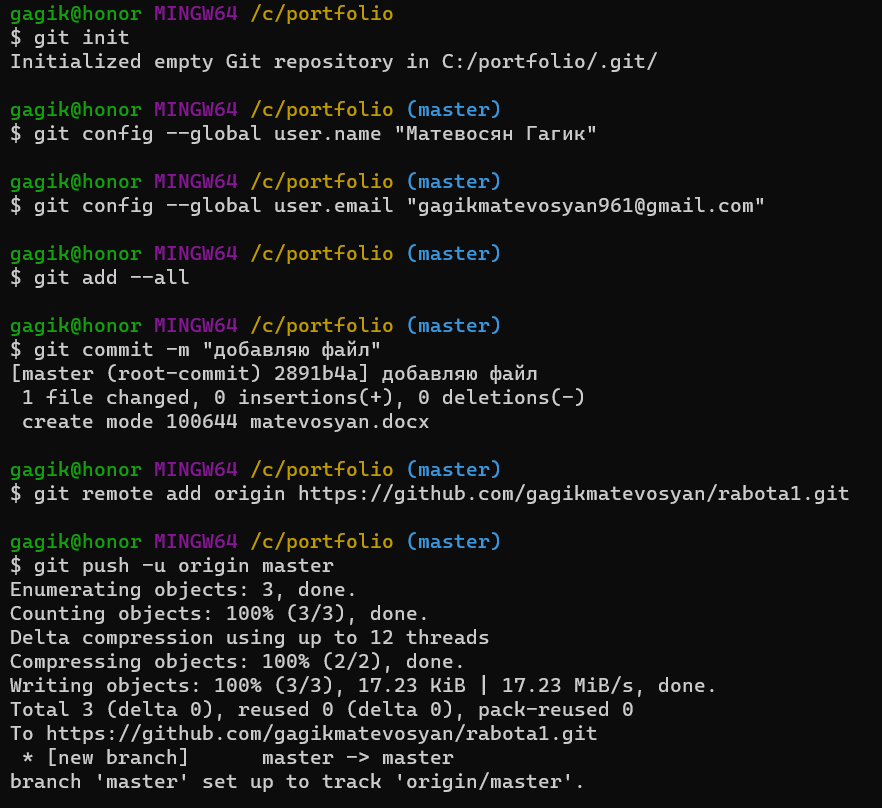 gagik@honor MINGW64 /c/portfolio
$ git init
Initialized empty Git repository in C:/portfolio/.git/
gagik@honor MINGW64 /c/portfolio (master)
$ git config --global user.name "Матевосян Гагик"
gagik@honor MINGW64 /c/portfolio (master)
$ git config --global user.email "gagikmatevosyan961@gmail.com"
gagik@honor MINGW64 /c/portfolio (master)
$ git add --all
gagik@honor MINGW64 /c/portfolio (master)
$ git commit -m "добавляю файл"
[master (root-commit) 2891b4a] добавляю файл
 1 file changed, 0 insertions(+), 0 deletions(-)
 create mode 100644 matevosyan.docx
gagik@honor MINGW64 /c/portfolio (master)
$ git remote add origin https://github.com/gagikmatevosyan/rabota1.git
gagik@honor MINGW64 /c/portfolio (master)
$ git push -u origin master
Enumerating objects: 3, done.
Counting objects: 100% (3/3), done.
Delta compression using up to 12 threads
Compressing objects: 100% (2/2), done.
Writing objects: 100% (3/3), 17.23 KiB | 17.23 MiB/s, done.
Total 3 (delta 0), reused 0 (delta 0), pack-reused 0
To https://github.com/gagikmatevosyan/rabota1.git
 * [new branch]      master -> master
branch 'master' set up to track 'origin/master'.